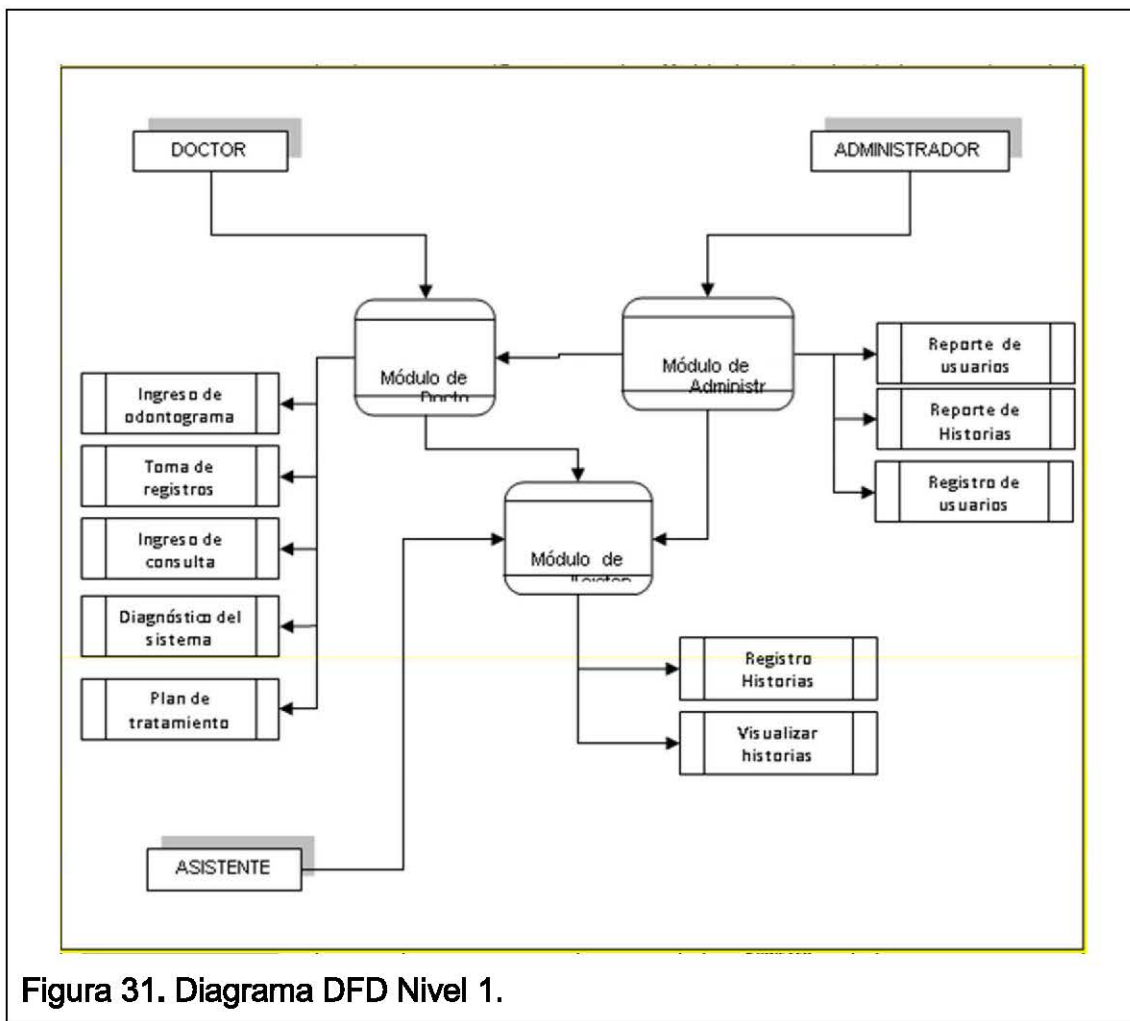 DOCTOR
ADMINISTRADOR
Módulo de
Módulo de
Administr
Reporte de
usuarios
Reporte de
Historias
Registro de
usuarios
Ingreso de
odontograma
Toma de
registros
Ingreso de
consulta
Diagnóstico del
sistema
Plan de
tratamiento
Módulo de
Registro
Historias
Visualizar
historias
ASISTENTE
Figura 31. Diagrama DFD Nivel 1.